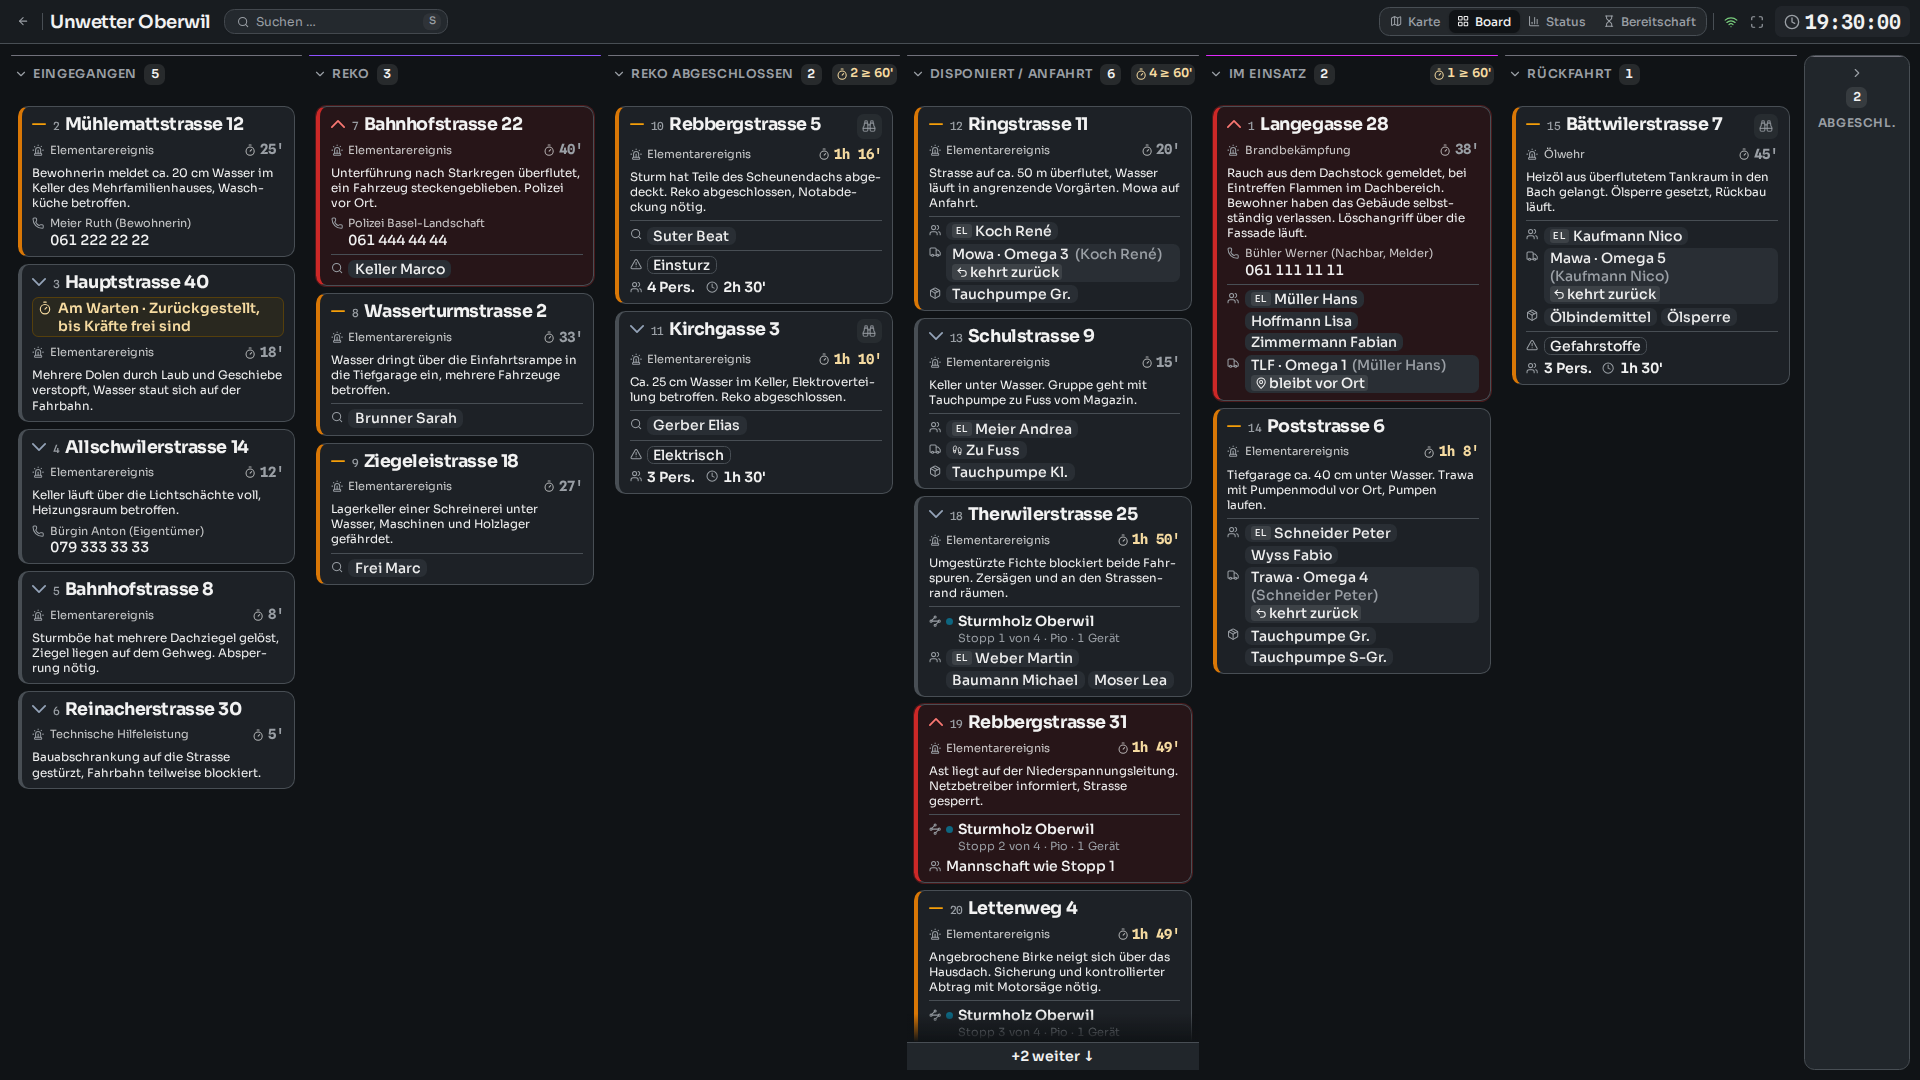 Unwetter Oberwil
Suchen ...
S
Karte
Board
Status
Bereitschaft
19:30:00
EINGEGANGEN 5
2 Mühlemattstrasse 12
Elementarereignis 25'
Bewohnerin meldet ca. 20 cm Wasser im
Keller des Mehrfamilienhauses, Wasch-
küche betroffen.
Meier Ruth (Bewohnerin)
061 222 22 22
3 Hauptstrasse 40
Am Warten · Zurückgestellt,
bis Kräfte frei sind
Elementarereignis 18'
Mehrere Dolen durch Laub und Geschiebe
verstopft, Wasser staut sich auf der
Fahrbahn.
4 Allschwilerstrasse 14
Elementarereignis 12'
Keller läuft über die Lichtschächte voll,
Heizungsraum betroffen.
Bürgin Anton (Eigentümer)
079 333 33 33
5 Bahnhofstrasse 8
Elementarereignis 8'
Sturmböe hat mehrere Dachziegel gelöst,
Ziegel liegen auf dem Gehweg. Absper-
rung nötig.
6 Reinacherstrasse 30
Technische Hilfeleistung 5'
Bauabschrankung auf die Strasse
gestürzt, Fahrbahn teilweise blockiert.
REKO 3
7 Bahnhofstrasse 22
Elementarereignis 40'
Unterführung nach Starkregen überflutet,
ein Fahrzeug steckengeblieben. Polizei
vor Ort.
Polizei Basel-Landschaft
061 444 44 44
Keller Marco
8 Wasserturmstrasse 2
Elementarereignis 33'
Wasser dringt über die Einfahrtsrampe in
die Tiefgarage ein, mehrere Fahrzeuge
betroffen.
Brunner Sarah
9 Ziegeleistrasse 18
Elementarereignis 27'
Lagerkeller einer Schreinerei unter
Wasser, Maschinen und Holzlager
gefährdet.
Frei Marc
REKO ABGESCHLOSSEN 2 2 ≥ 60'
10 Rebbergstrasse 5
Elementarereignis 1h 16'
Sturm hat Teile des Scheunendachs abge-
deckt. Reko abgeschlossen, Notabde-
ckung nötig.
Suter Beat
Einsturz
4 Pers. 2h 30'
11 Kirchgasse 3
Elementarereignis 1h 10'
Ca. 25 cm Wasser im Keller, Elektrovertei-
lung betroffen. Reko abgeschlossen.
Gerber Elias
Elektrisch
3 Pers. 1h 30'
DISPONIERT / ANFAHRT 6 4 ≥ 60'
12 Ringstrasse 11
Elementarereignis 20'
Strasse auf ca. 50 m überflutet, Wasser
läuft in angrenzende Vorgärten. Mowa auf
Anfahrt.
EL Koch René
Mowa · Omega 3 (Koch René)
kehrt zurück
Tauchpumpe Gr.
13 Schulstrasse 9
Elementarereignis 15'
Keller unter Wasser. Gruppe geht mit
Tauchpumpe zu Fuss vom Magazin.
EL Meier Andrea
Zu Fuss
Tauchpumpe Kl.
18 Therwilerstrasse 25
Elementarereignis 1h 50'
Umgestürzte Fichte blockiert beide Fahr-
spuren. Zersägen und an den Strassen-
rand räumen.
Sturmholz Oberwil
Stopp 1 von 4 · Pio · 1 Gerät
EL Weber Martin
Baumann Michael Moser Lea
19 Rebbergstrasse 31
Elementarereignis 1h 49'
Ast liegt auf der Niederspannungsleitung.
Netzbetreiber informiert, Strasse
gesperrt.
Sturmholz Oberwil
Stopp 2 von 4 · Pio · 1 Gerät
Mannschaft wie Stopp 1
20 Lettenweg 4
Elementarereignis 1h 49'
Angebrochene Birke neigt sich über das
Hausdach. Sicherung und kontrollierter
Abtrag mit Motorsäge nötig.
Sturmholz Oberwil
Stopp 3 von 4 · Pio · 1 Gerät
+2 weiter ↓
IM EINSATZ 2 1 ≥ 60'
1 Langegasse 28
Brandbekämpfung 38'
Rauch aus dem Dachstock gemeldet, bei
Eintreffen Flammen im Dachbereich.
Bewohner haben das Gebäude selbst-
ständig verlassen. Löschangriff über die
Fassade läuft.
Bühler Werner (Nachbar, Melder)
061 111 11 11
EL Müller Hans
Hoffmann Lisa
Zimmermann Fabian
TLF · Omega 1 (Müller Hans)
bleibt vor Ort
14 Poststrasse 6
Elementarereignis 1h 8'
Tiefgarage ca. 40 cm unter Wasser. Trawa
mit Pumpenmodul vor Ort, Pumpen
laufen.
EL Schneider Peter
Wyss Fabio
Trawa · Omega 4
(Schneider Peter)
kehrt zurück
Tauchpumpe Gr.
Tauchpumpe S-Gr.
RÜCKFAHRT 1
15 Bättwilerstrasse 7
Ölwehr 45'
Heizöl aus überflutetem Tankraum in den
Bach gelangt. Ölsperre gesetzt, Rückbau
läuft.
EL Kaufmann Nico
Mawa · Omega 5
(Kaufmann Nico)
kehrt zurück
Ölbindemittel Ölsperre
Gefahrstoffe
3 Pers. 1h 30'
2
ABGESCHL.